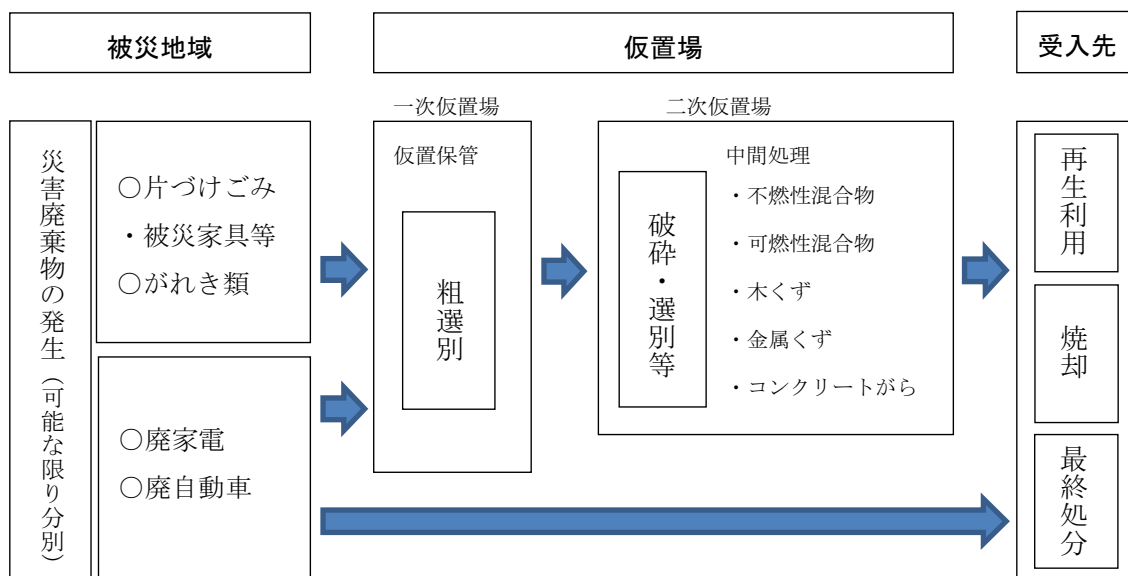 被災地域
仮置場
受入先
災害廃棄物の発生（可能な限り分別）
○片づけごみ
・被災家具等
○がれき類
○廃家電
○廃自動車
一次仮置場
仮置保管
粗選別
二次仮置場
破砕・選別等
中間処理
・不燃性混合物
・可燃性混合物
・木くず
・金属くず
・コンクリートがら
再生利用
焼却
最終処分